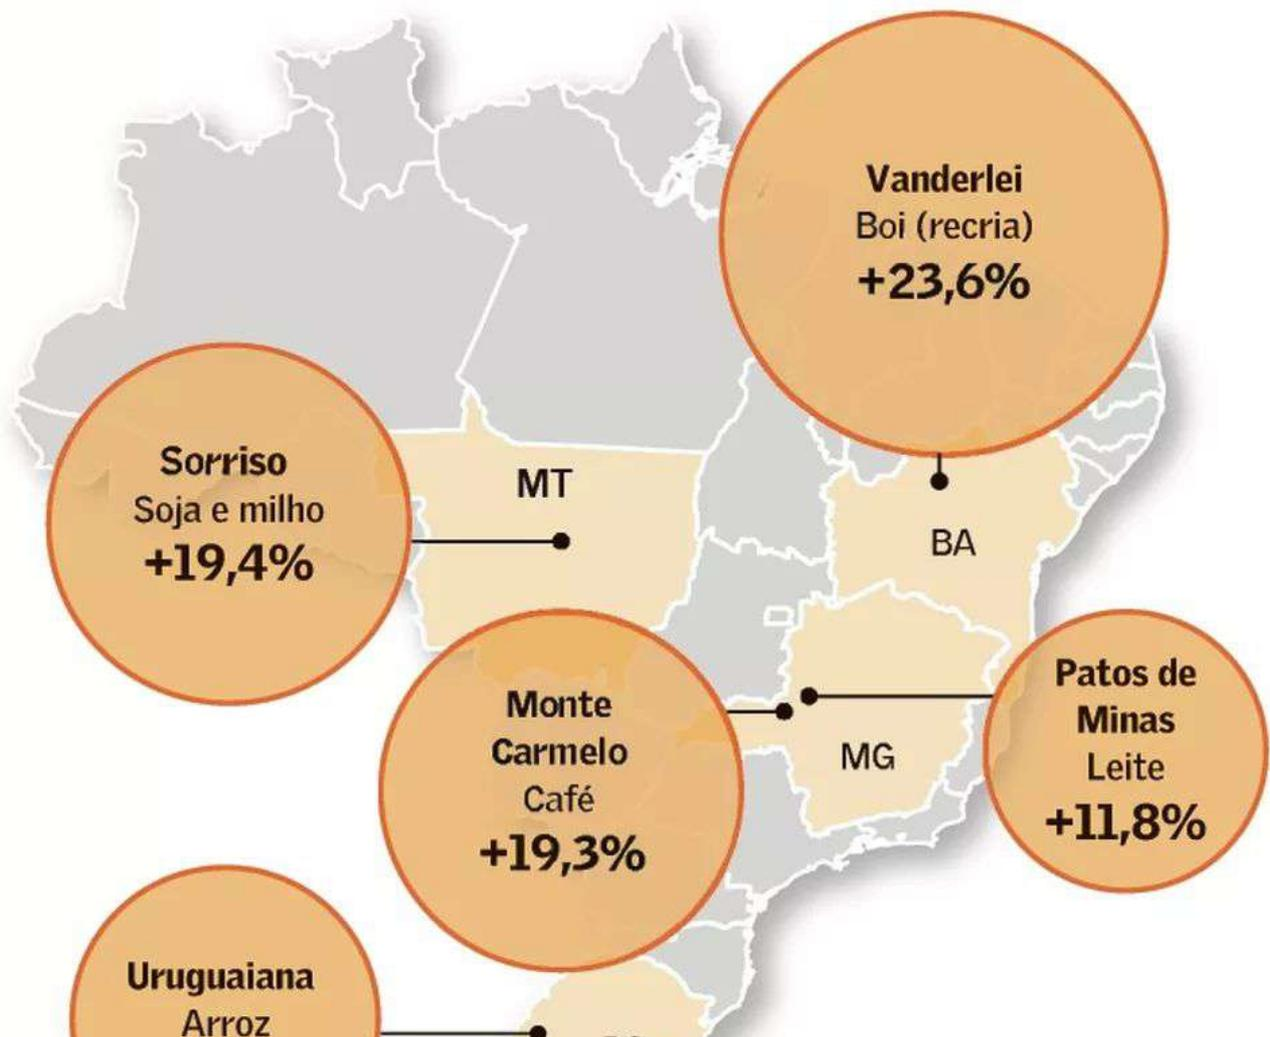 Vanderlei
Boi (recria)
+23,6%
Sorriso
Soja e milho
+19,4%
MT
BA
Monte
Carmelo
Café
+19,3%
MG
Patos de
Minas
Leite
+11,8%
Uruguaiana
Arroz